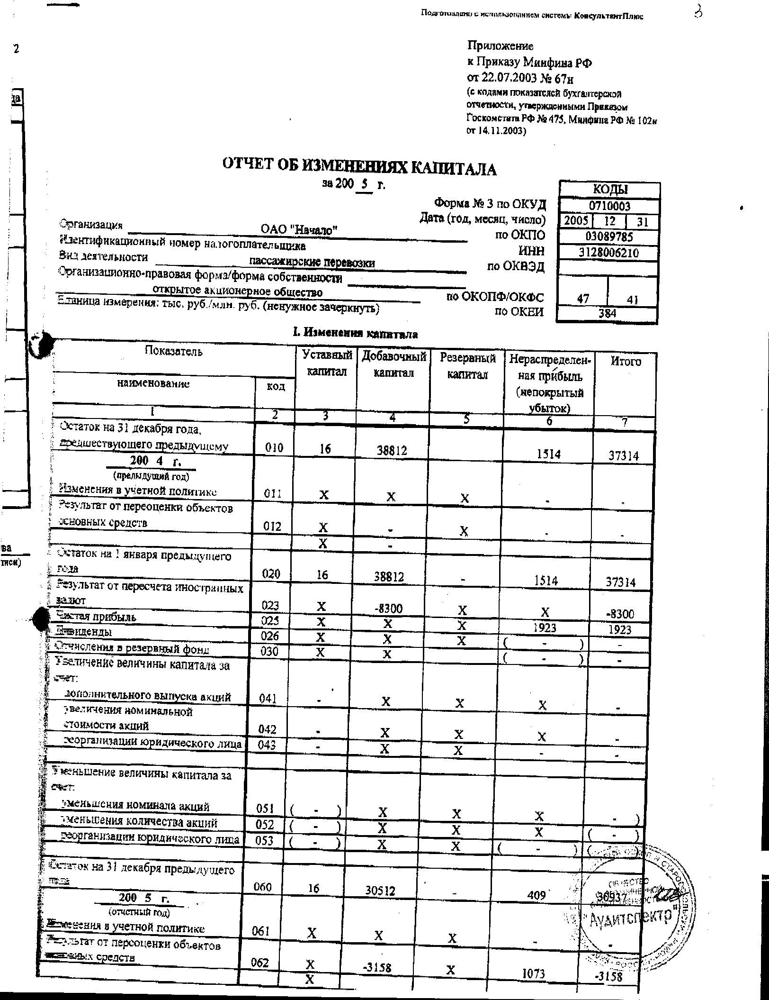 Подготовлено с использованием системы КонсультантПлюс
3
2
Приложение
к Приказу Минфина РФ
от 22.07.2003 № 67н
(с кодами показателей бухгалтерской
отчетности, утвержденными Приказом
Госкомстата РФ № 475, Минфина РФ № 102н
от 14.11.2003)
ОТЧЕТ ОБ ИЗМЕНЕНИЯХ КАПИТАЛА
за 200 5 г.
КОДЫ
Форма № 3 по ОКУД 0710003
Дата (год, месяц, число) 2005 12 31
Организация ОАО "Начало" по ОКПО 03089785
Идентификационный номер налогоплательщика ИНН 3128006210
Вид деятельности пассажирские перевозки по ОКВЭД
Организационно-правовая форма/форма собственности
открытое акционерное общество по ОКОПФ/ОКФС 47 41
Единица измерения: тыс. руб./млн. руб. (ненужное зачеркнуть) по ОКЕИ 384
I. Изменения капитала
Показатель Уставный Добавочный Резервный Нераспределен- Итого
капитал капитал капитал ная прибыль
наименование код (непокрытый
убыток)
1 2 3 4 5 6 7
Остаток на 31 декабря года,
предшествующего предыдущему 010 16 38812 1514 37314
200 4 г.
(предыдущий год)
Изменения в учетной политике 011 X X X - -
Результат от переоценки объектов
основных средств 012 X - X - -
X -
Остаток на 1 января предыдущего
года 020 16 38812 - 1514 37314
Результат от пересчета иностранных
валют 023 X -8300 X X -8300
Чистая прибыль 025 X X X 1923 1923
Дивиденды 026 X X X ( - ) -
Отчисления в резервный фонд 030 X X ( - ) -
Увеличение величины капитала за
счет:
дополнительного выпуска акций 041 - X X X -
увеличения номинальной
стоимости акций 042 - X X X -
реорганизации юридического лица 043 - X X - -
Уменьшение величины капитала за
счет:
уменьшения номинала акций 051 ( - ) X X X - )
уменьшения количества акций 052 ( - ) X X X ( - )
реорганизации юридического лица 053 ( - ) X X ( - ) (
Остаток на 31 декабря предыдущего
года 060 16 30512 - 409 30937
200 5 г.
(отчетный год)
"Аудитспектр"
Изменения в учетной политике 061 X X X - -
Результат от переоценки объектов
основных средств 062 X -3158 X 1073 -3158
X